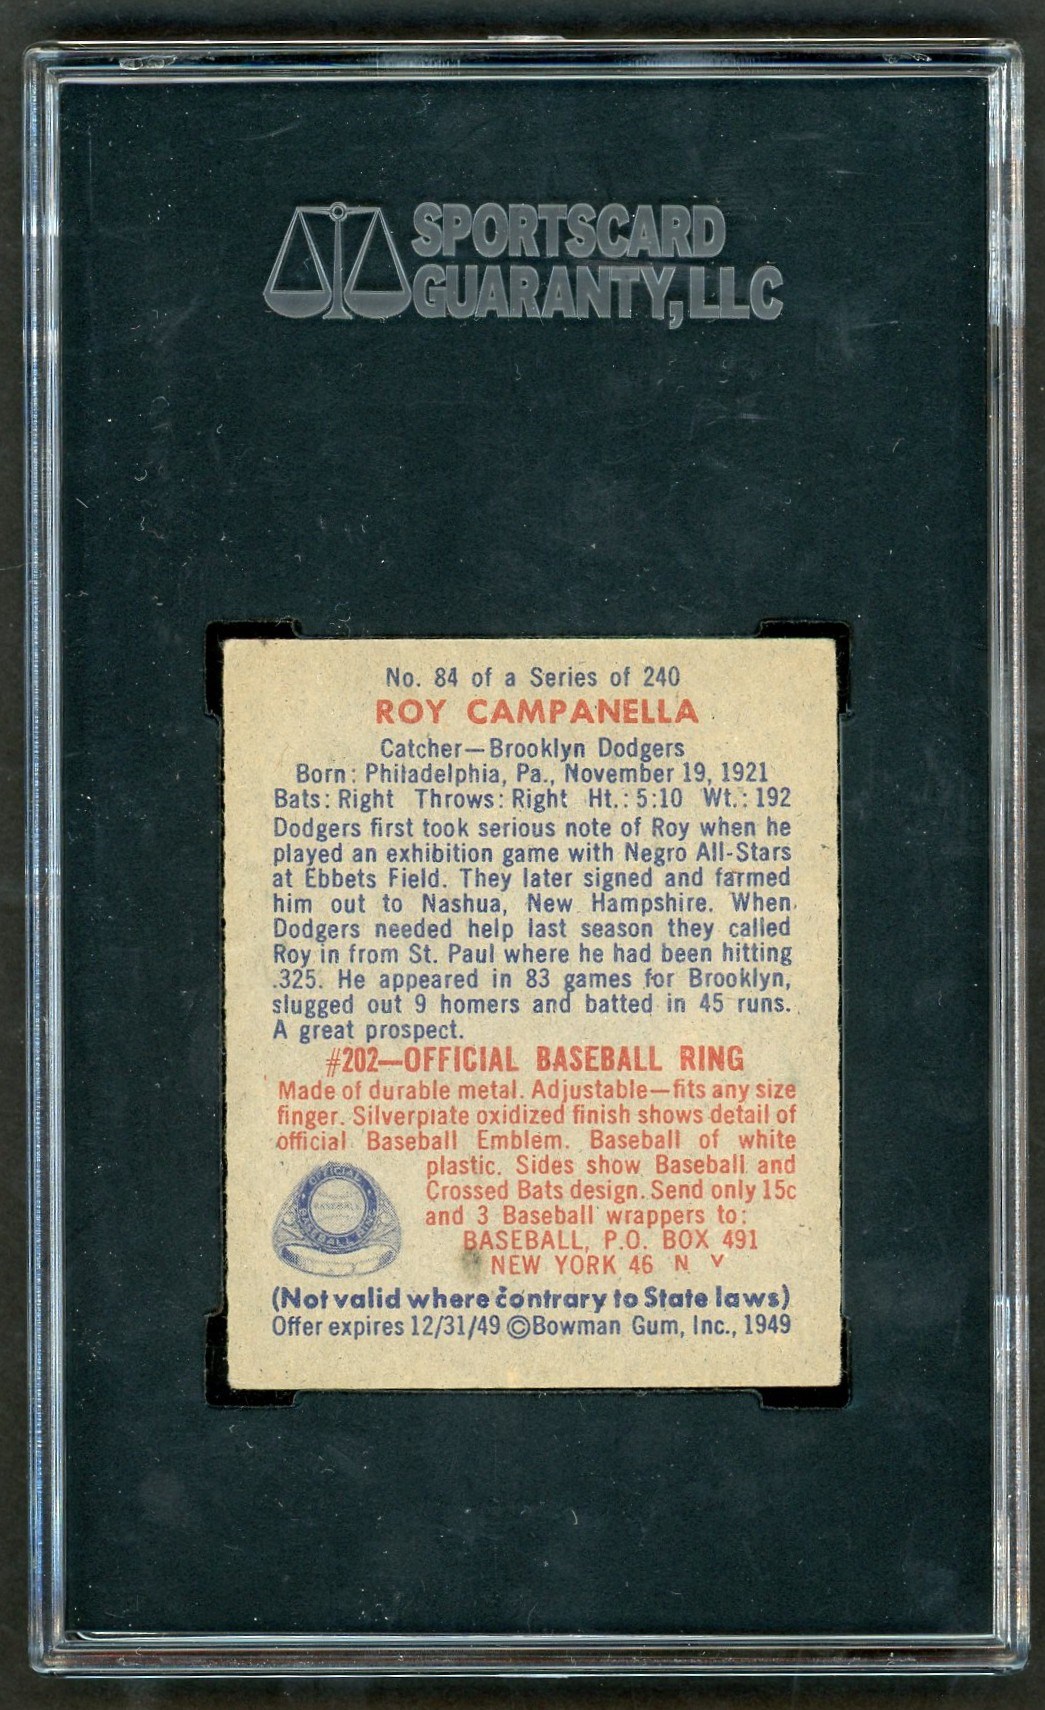 SPORTSCARD
GUARANTY, LLC
No. 84 of a Series of 240
ROY CAMPANELLA
Catcher—Brooklyn Dodgers
Born: Philadelphia, Pa., November 19, 1921
Bats: Right Throws: Right Ht.: 5:10 Wt.: 192
Dodgers first took serious note of Roy when he
played an exhibition game with Negro All-Stars
at Ebbets Field. They later signed and farmed
him out to Nashua, New Hampshire. When
Dodgers needed help last season they called
Roy in from St. Paul where he had been hitting
.325. He appeared in 83 games for Brooklyn,
slugged out 9 homers and batted in 45 runs.
A great prospect.
#202—OFFICIAL BASEBALL RING
Made of durable metal. Adjustable—fits any size
finger. Silverplate oxidized finish shows detail of
official Baseball Emblem. Baseball of white
plastic. Sides show Baseball and
Crossed Bats design. Send only 15c
and 3 Baseball wrappers to:
OFFICIAL
BASEBALL
BASEBALL RING
BASEBALL, P.O. BOX 491
NEW YORK 46 N Y
(Not valid where contrary to State laws)
Offer expires 12/31/49 ©Bowman Gum, Inc., 1949